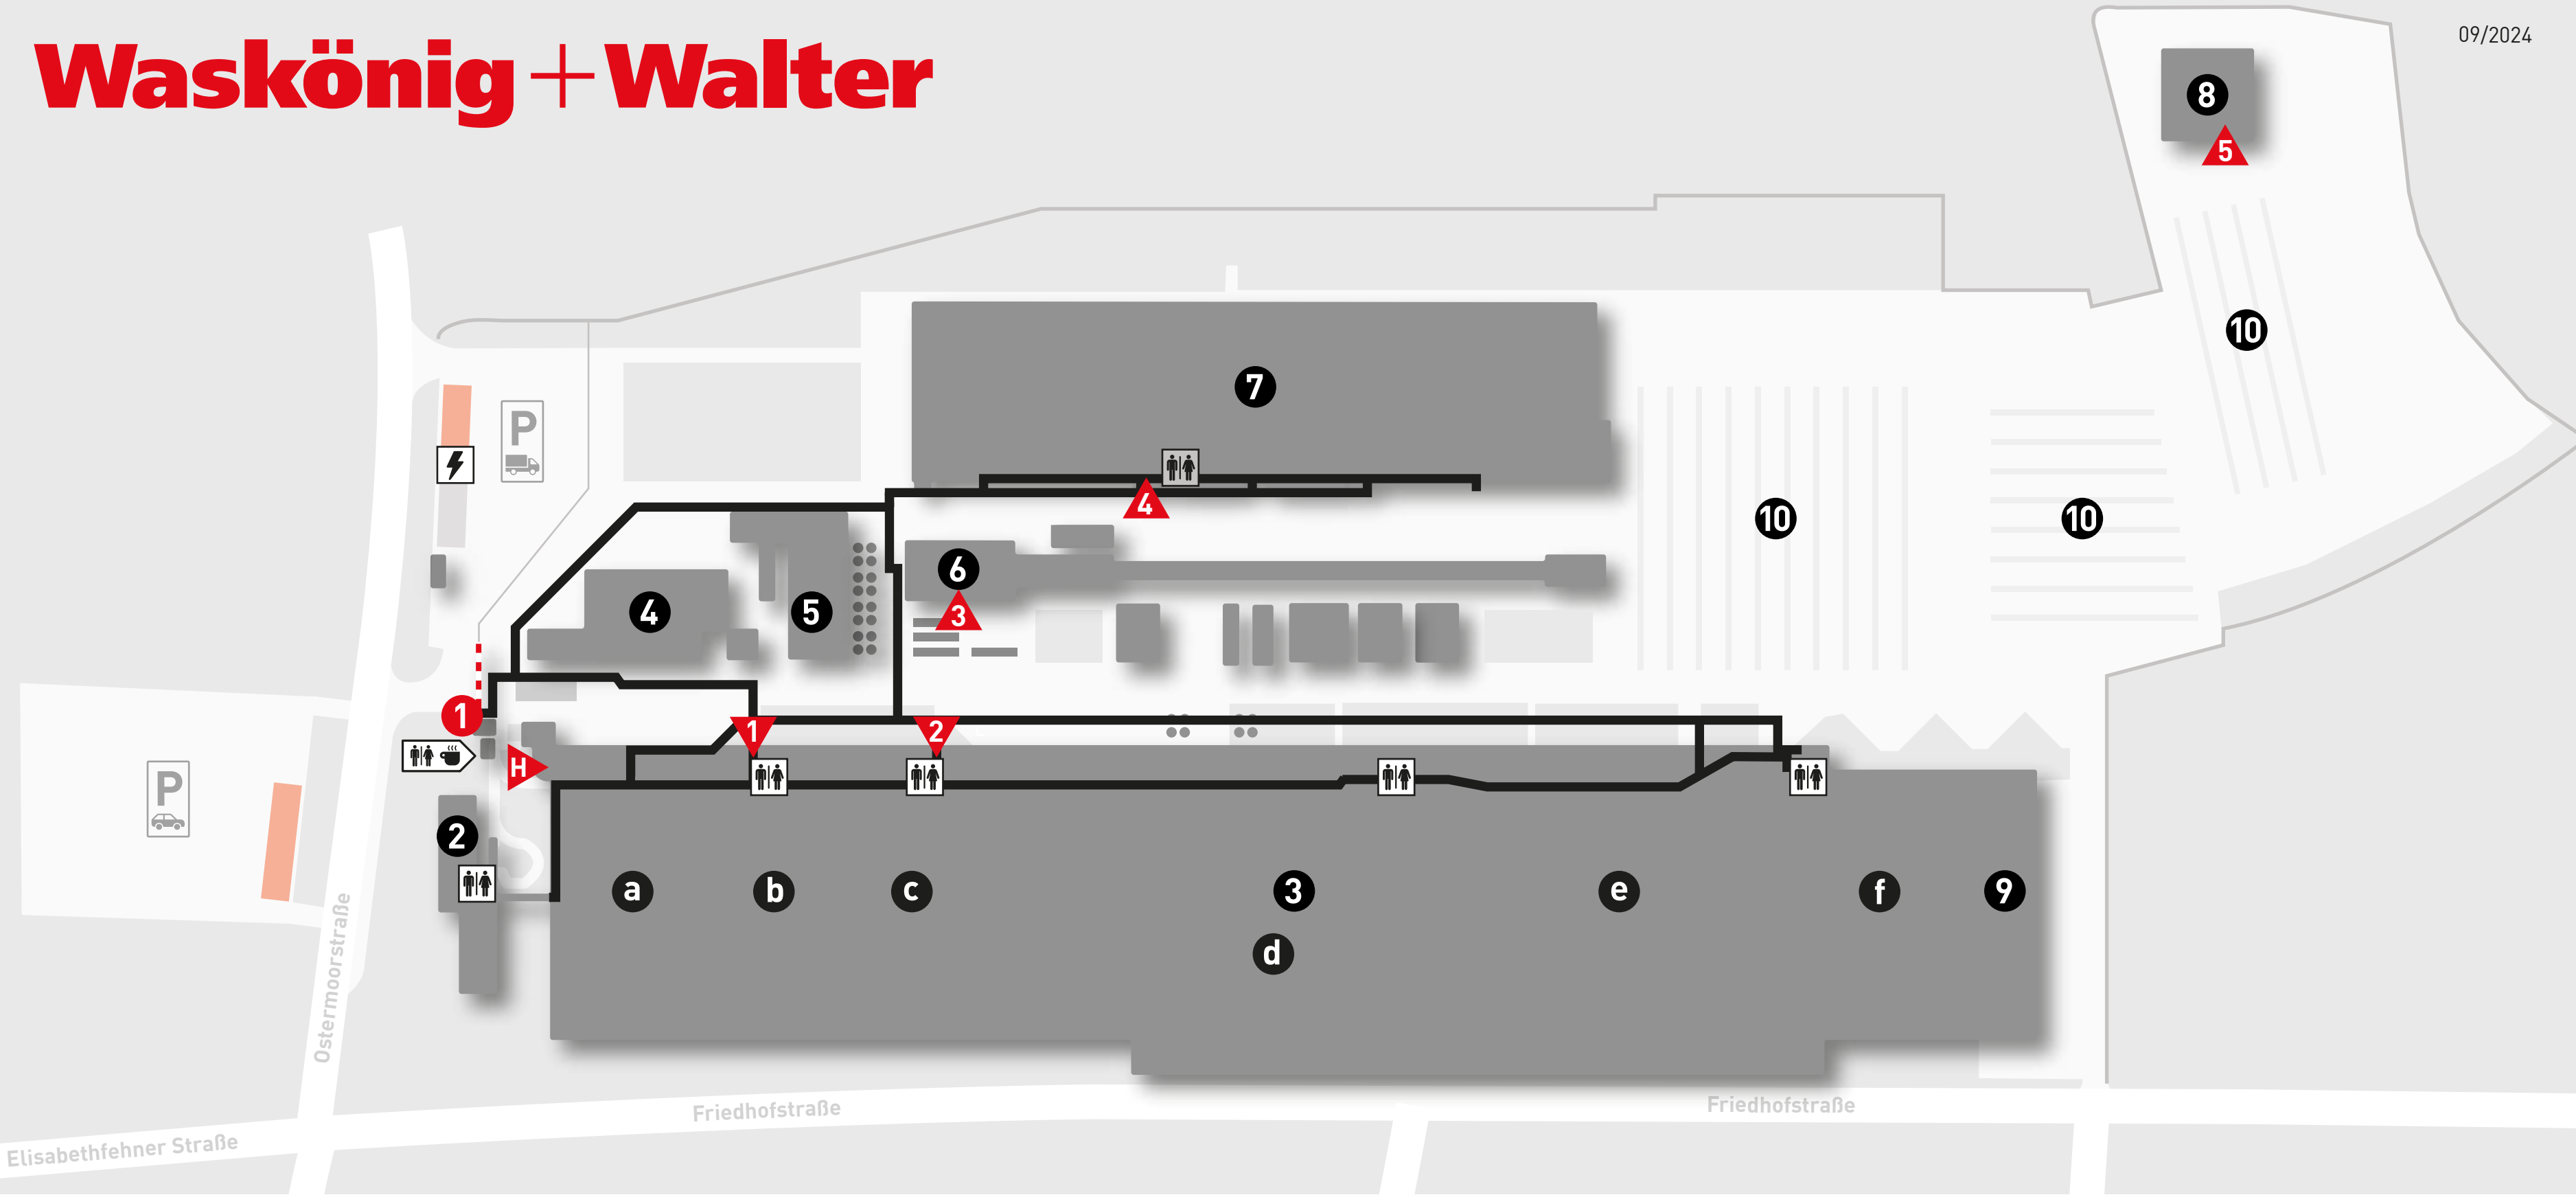 Waskönig+Walter
09/2024
8
5
10
7
P
4
10
10
6
3
4
5
1
1
2
H
P
2
a
b
c
3
e
f
9
d
Ostermoorstraße
Friedhofstraße
Friedhofstraße
Elisabethfehner Straße